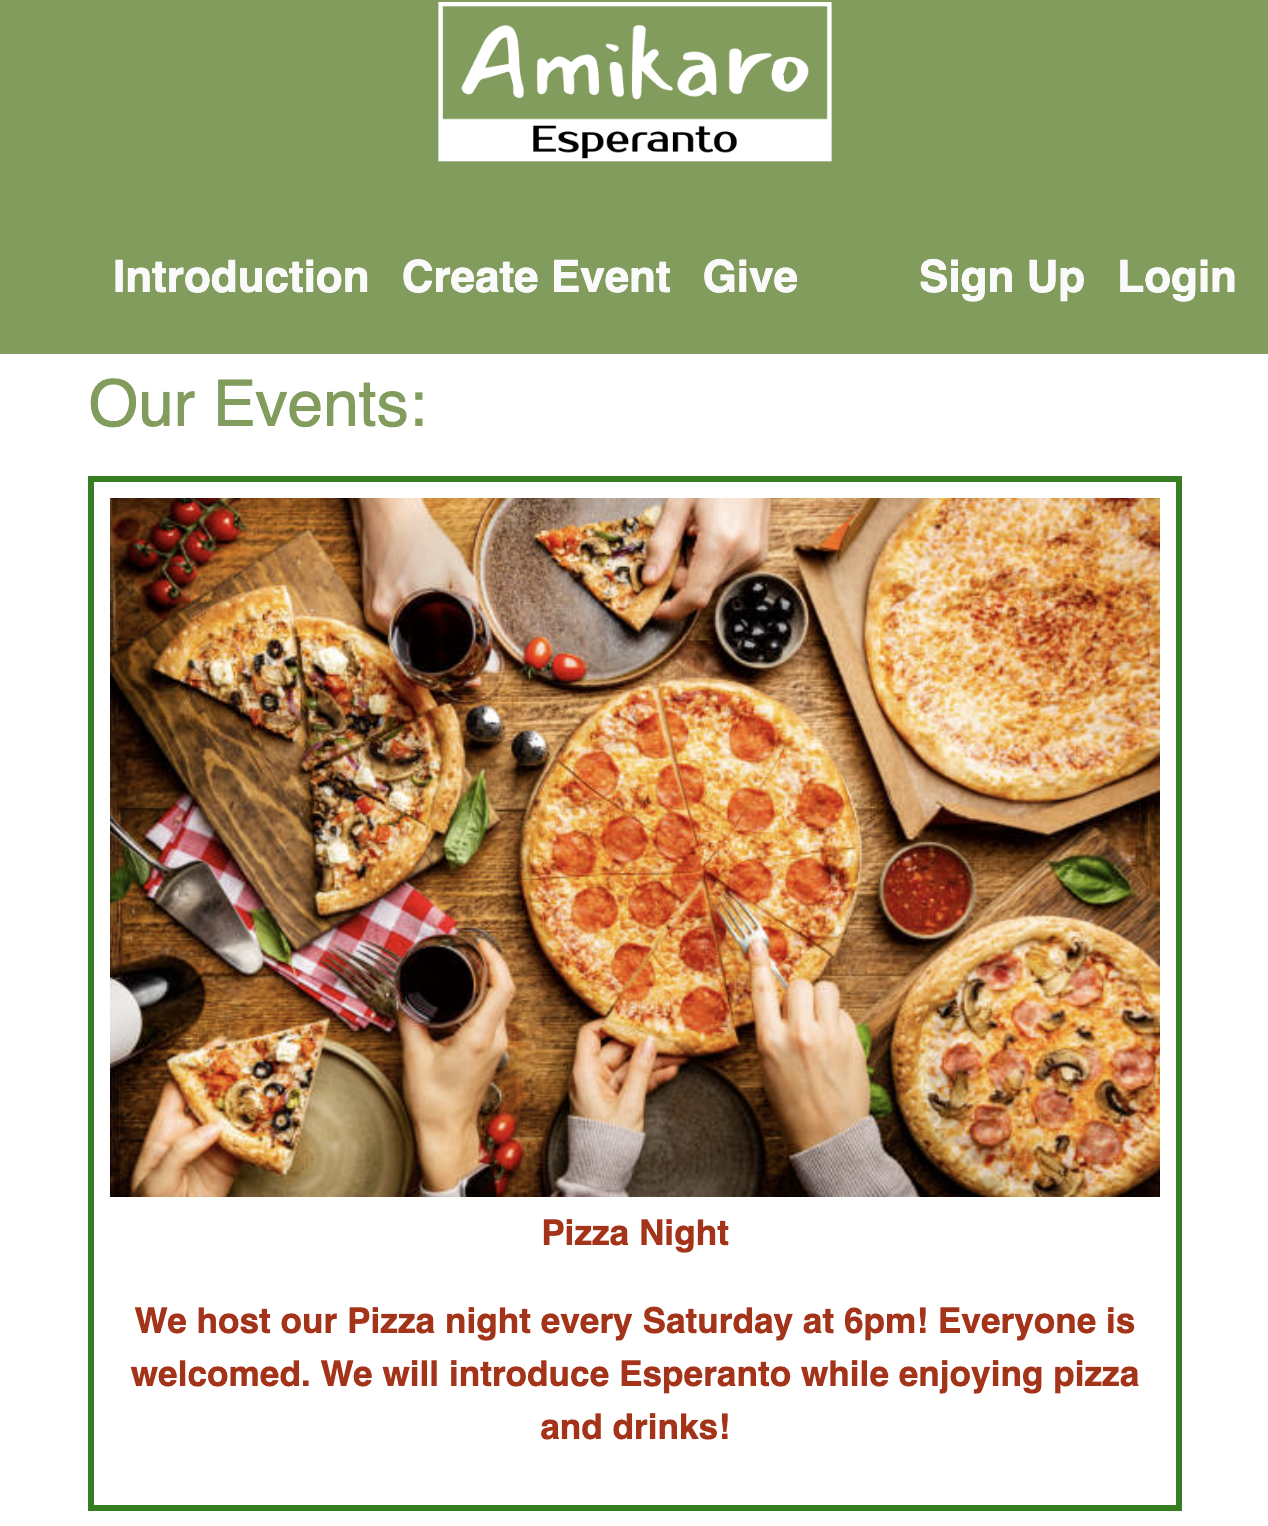 Amikaro
Esperanto
Introduction Create Event Give Sign Up Login
Our Events:
Pizza Night
We host our Pizza night every Saturday at 6pm! Everyone is
welcomed. We will introduce Esperanto while enjoying pizza
and drinks!